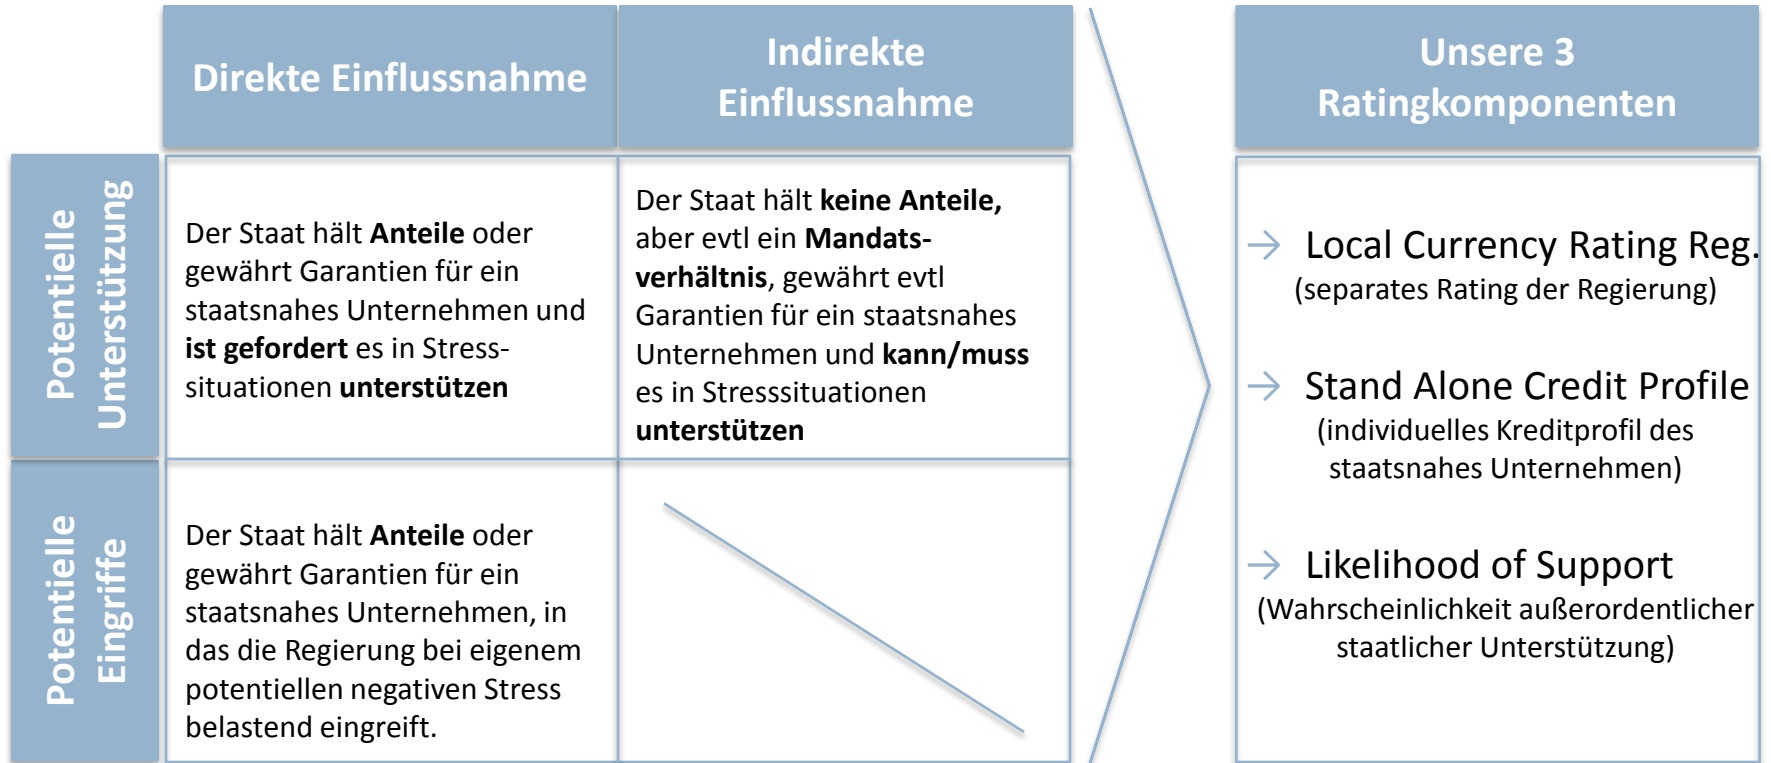 Direkte Einflussnahme
Indirekte
Einflussnahme
Unsere 3
Ratingkomponenten
Potentielle
Unterstützung
Der Staat hält Anteile oder
gewährt Garantien für ein
staatsnahes Unternehmen und
ist gefordert es in Stress-
situationen unterstützen
Der Staat hält keine Anteile,
aber evtl ein Mandats-
verhältnis, gewährt evtl
Garantien für ein staatsnahes
Unternehmen und kann/muss
es in Stresssituationen
unterstützen
Potentielle
Eingriffe
Der Staat hält Anteile oder
gewährt Garantien für ein
staatsnahes Unternehmen, in
das die Regierung bei eigenem
potentiellen negativen Stress
belastend eingreift.
→ Local Currency Rating Reg.
(separates Rating der Regierung)
→ Stand Alone Credit Profile
(individuelles Kreditprofil des
staatsnahes Unternehmen)
→ Likelihood of Support
(Wahrscheinlichkeit außerordentlicher
staatlicher Unterstützung)